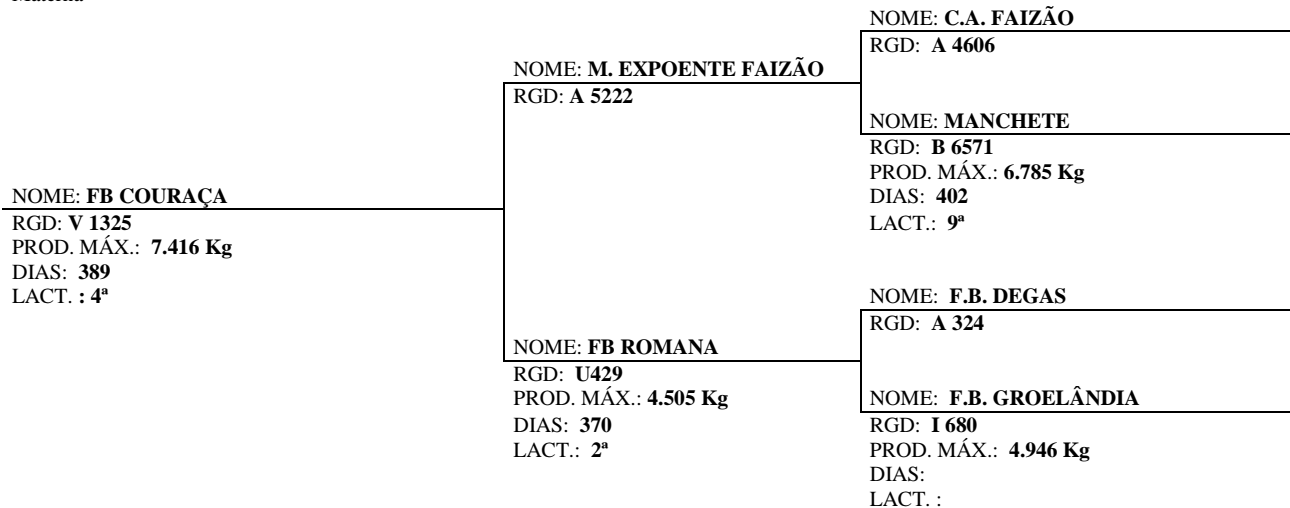 NOME: C.A. FAIZÃO
RGD: A 4606
NOME: M. EXPOENTE FAIZÃO
RGD: A 5222
NOME: MANCHETE
RGD: B 6571
PROD. MÁX.: 6.785 Kg
DIAS: 402
LACT.: 9ª
NOME: FB COURAÇA
RGD: V 1325
PROD. MÁX.: 7.416 Kg
DIAS: 389
LACT. : 4ª
NOME: F.B. DEGAS
RGD: A 324
NOME: FB ROMANA
RGD: U429
PROD. MÁX.: 4.505 Kg
DIAS: 370
LACT.: 2ª
NOME: F.B. GROELÂNDIA
RGD: I 680
PROD. MÁX.: 4.946 Kg
DIAS:
LACT. :